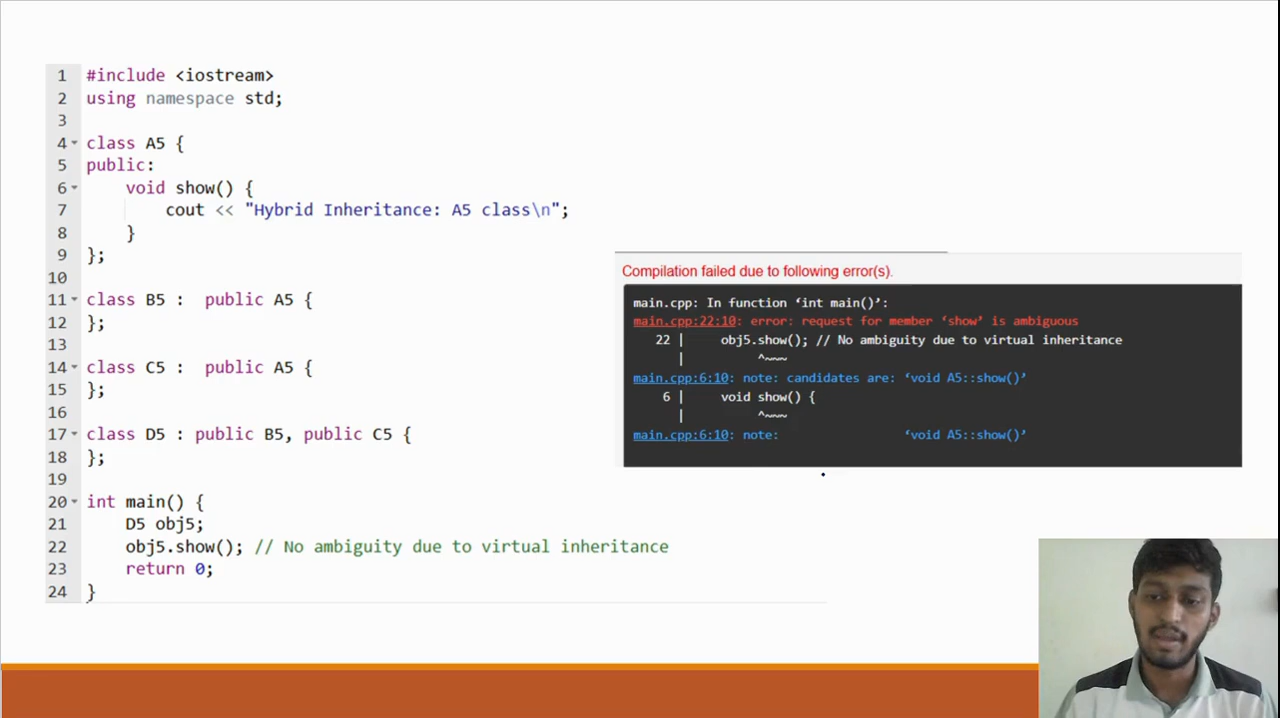 1 #include <iostream>
2 using namespace std;
3
4 class A5 {
5 public:
6 void show() {
7 cout << "Hybrid Inheritance: A5 class\n";
8 }
9 };
10
11 class B5 :  public A5 {
12 };
13
14 class C5 :  public A5 {
15 };
16
17 class D5 : public B5, public C5 {
18 };
19
20 int main() {
21 D5 obj5;
22 obj5.show(); // No ambiguity due to virtual inheritance
23 return 0;
24 }
Compilation failed due to following error(s).
main.cpp: In function ‘int main()’:
main.cpp:22:10: error: request for member ‘show’ is ambiguous
22 | obj5.show(); // No ambiguity due to virtual inheritance
| ^~~~
main.cpp:6:10: note: candidates are: ‘void A5::show()’
6 | void show() {
| ^~~~
main.cpp:6:10: note: ‘void A5::show()’